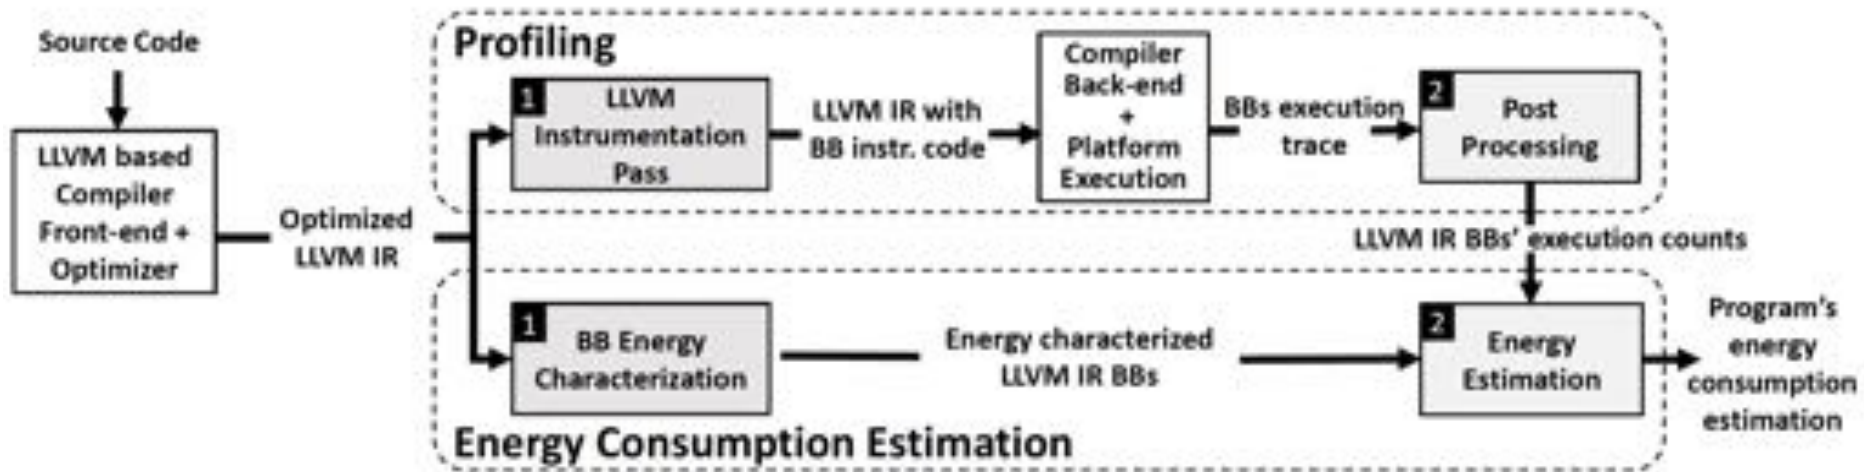 Source Code
LLVM based
Compiler
Front-end +
Optimizer
Optimized
LLVM IR
Profiling
1
LLVM
Instrumentation
Pass
LLVM IR with
BB instr. code
Compiler
Back-end
+
Platform
Execution
BBs execution
trace
2
Post
Processing
LLVM IR BBs' execution counts
1
BB Energy
Characterization
Energy characterized
LLVM IR BBs
2
Energy
Estimation
Program's
energy
consumption
estimation
Energy Consumption Estimation